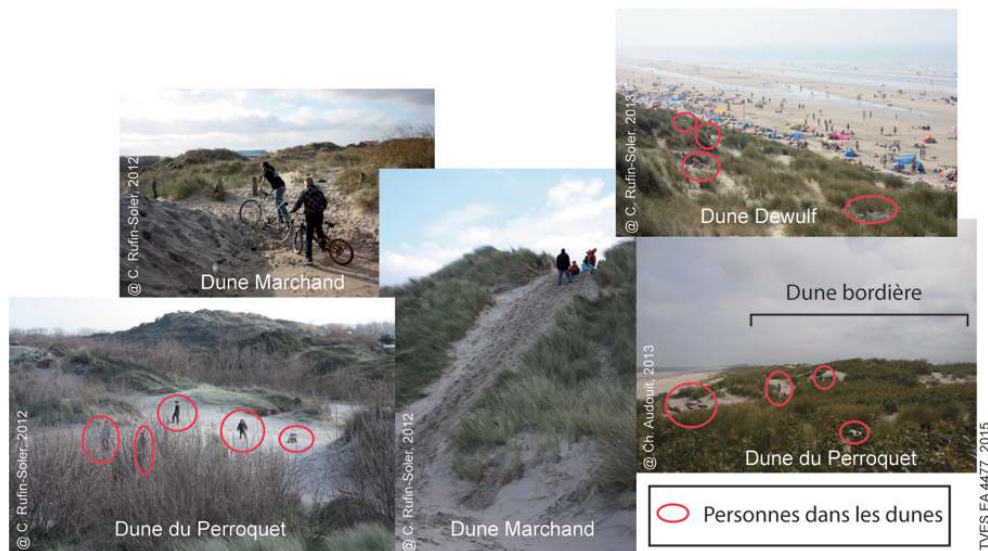 @ C. Rufin-Soler, 2012
Dune Marchand
@ C. Rufin-Soler, 2013
Dune Dewulf
@ C. Rufin-Soler, 2012
Dune du Perroquet
@ C. Rufin-Soler, 2012
Dune Marchand
Dune bordière
@ Ch. Audouit, 2013
Dune du Perroquet
Personnes dans les dunes
TVES EA 4477, 2015